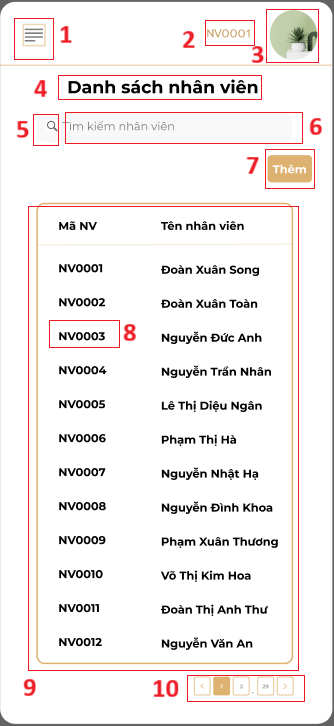 1
2 NV0001
3
4 Danh sách nhân viên
5 Tìm kiếm nhân viên 6
7 Thêm
Mã NV Tên nhân viên
NV0001 Đoàn Xuân Song
NV0002 Đoàn Xuân Toàn
NV0003 8 Nguyễn Đức Anh
NV0004 Nguyễn Trần Nhân
NV0005 Lê Thị Diệu Ngân
NV0006 Phạm Thị Hà
NV0007 Nguyễn Nhật Hạ
NV0008 Nguyễn Đình Khoa
NV0009 Phạm Xuân Thương
NV0010 Võ Thị Kim Hoa
NV0011 Đoàn Thị Anh Thư
NV0012 Nguyễn Văn An
9 10 < 1 2 ... 29 >